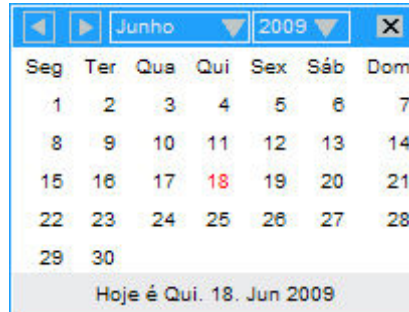 Junho 2009
Seg Ter Qua Qui Sex Sáb Dom
1 2 3 4 5 6 7
8 9 10 11 12 13 14
15 16 17 18 19 20 21
22 23 24 25 26 27 28
29 30
Hoje é Qui. 18. Jun 2009